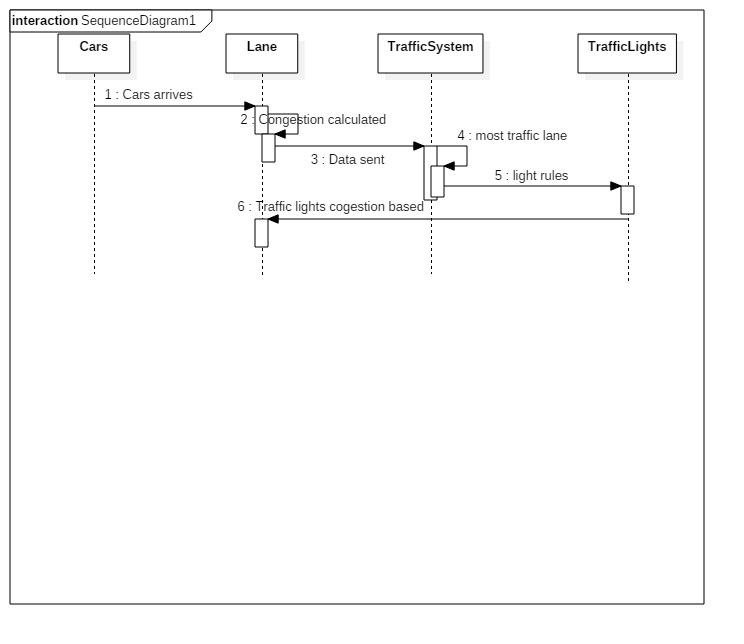 interaction SequenceDiagram1
Cars
Lane
TrafficSystem
TrafficLights
1 : Cars arrives
2 : Congestion calculated
3 : Data sent
4 : most traffic lane
5 : light rules
6 : Traffic lights cogestion based